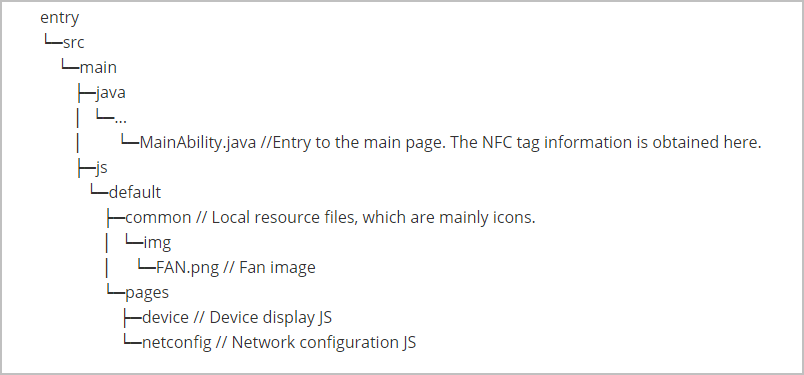 entry
└─src
└─main
├─java
│ └─...
│ └─MainAbility.java //Entry to the main page. The NFC tag information is obtained here.
├─js
└─default
├─common // Local resource files, which are mainly icons.
│ └─img
│ └─FAN.png // Fan image
└─pages
├─device // Device display JS
└─netconfig // Network configuration JS